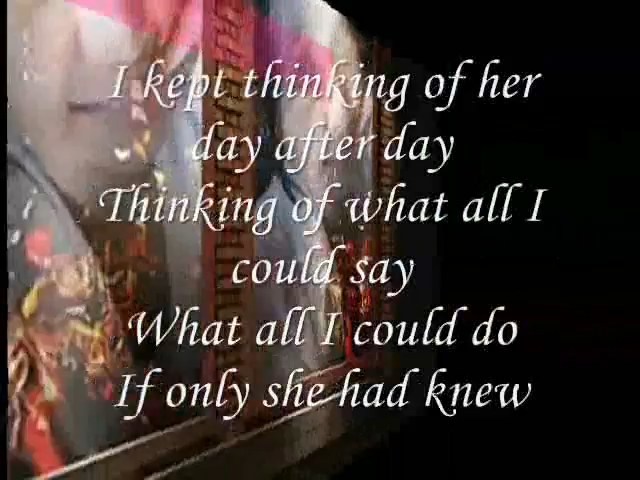 I kept thinking of her
day after day
Thinking of what all I
could say
What all I could do
If only she had knew